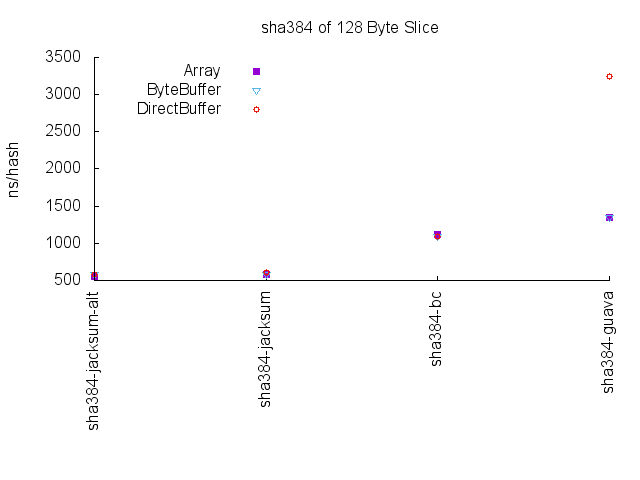 sha384 of 128 Byte Slice
3500
3000
2500
2000
1500
1000
500
ns/hash
Array
ByteBuffer
DirectBuffer
sha384-jacksum-alt
sha384-jacksum
sha384-bc
sha384-guava